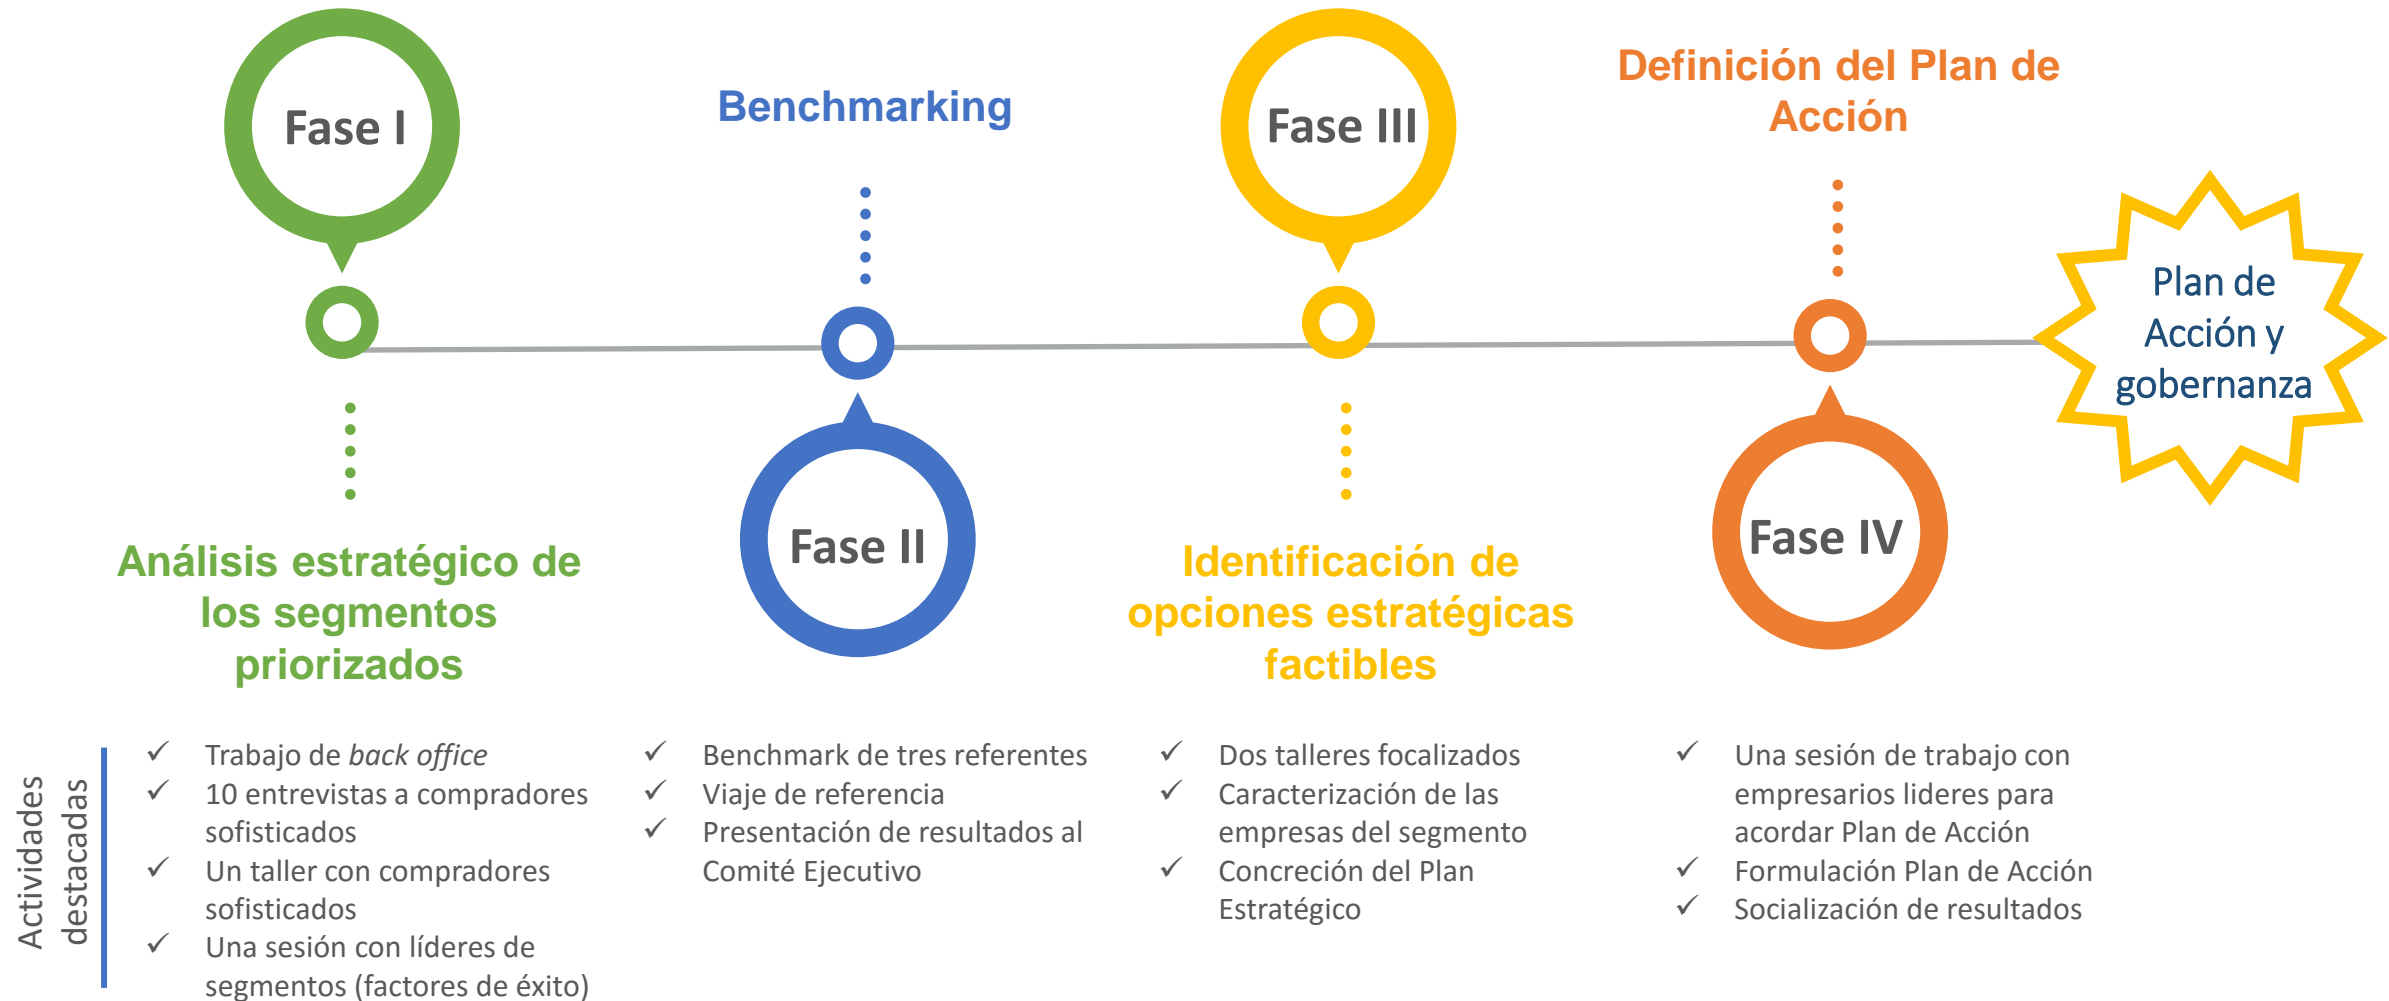 Fase I
Análisis estratégico de
los segmentos
priorizados
Benchmarking
Fase II
Fase III
Identificación de
opciones estratégicas
factibles
Definición del Plan de
Acción
Fase IV
Plan de
Acción y
gobernanza
Actividades
destacadas
✓ Trabajo de back office
✓ 10 entrevistas a compradores
sofisticados
✓ Un taller con compradores
sofisticados
✓ Una sesión con líderes de
segmentos (factores de éxito)
✓ Benchmark de tres referentes
✓ Viaje de referencia
✓ Presentación de resultados al
Comité Ejecutivo
✓ Dos talleres focalizados
✓ Caracterización de las
empresas del segmento
✓ Concreción del Plan
Estratégico
✓ Una sesión de trabajo con
empresarios lideres para
acordar Plan de Acción
✓ Formulación Plan de Acción
✓ Socialización de resultados